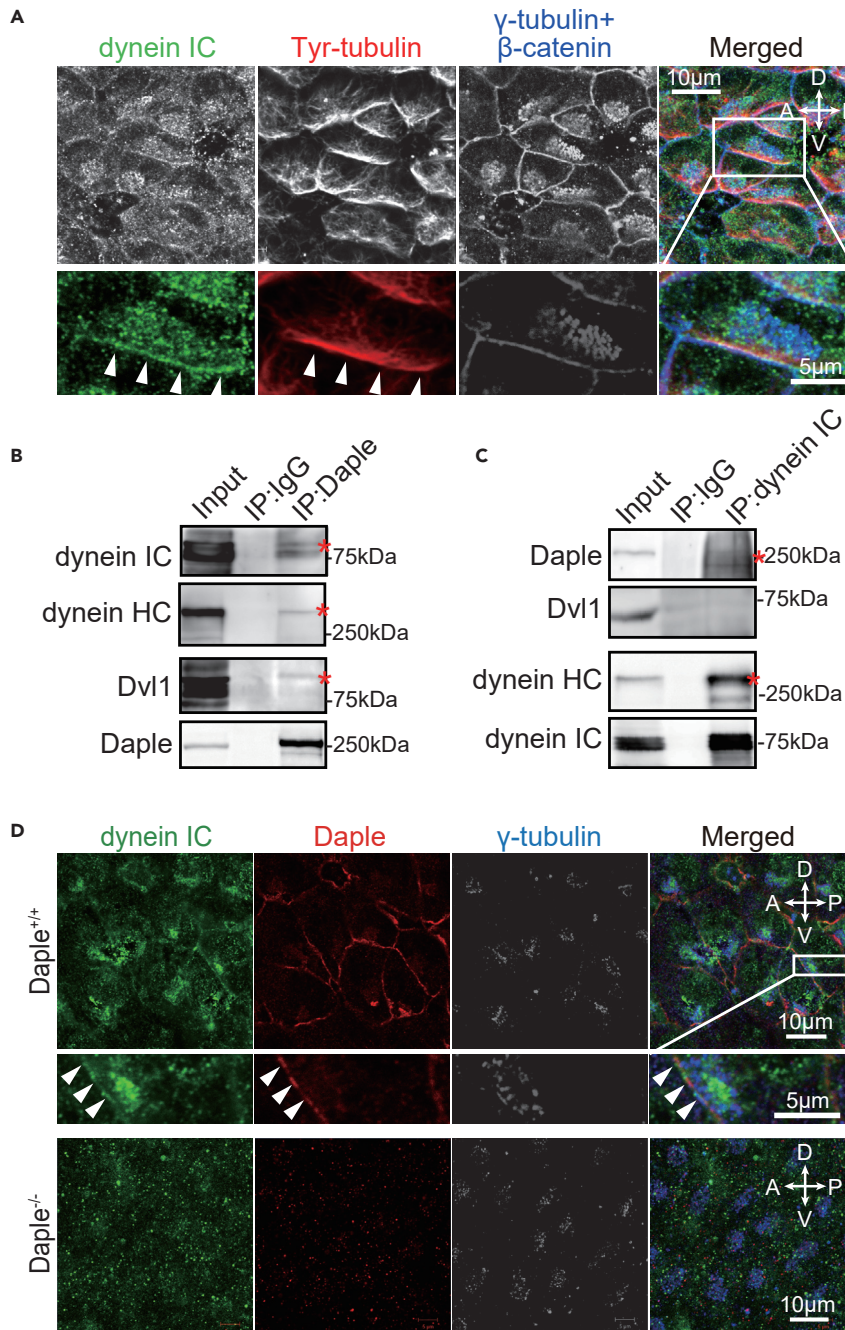 A
dynein IC
Tyr-tubulin
γ-tubulin+
β-catenin
Merged
10μm
D
A
V
5μm
B
Input
IP:IgG
IP:Daple
dynein IC
*
-75kDa
dynein HC
*
-250kDa
Dvl1
*
-75kDa
Daple
-250kDa
C
Input
IP:IgG
IP:dynein IC
Daple
*
-250kDa
Dvl1
-75kDa
dynein HC
*
-250kDa
dynein IC
-75kDa
D
dynein IC
Daple
γ-tubulin
Merged
Daple+/+
D
A
P
V
10μm
5μm
Daple-/-
D
A
P
V
10μm